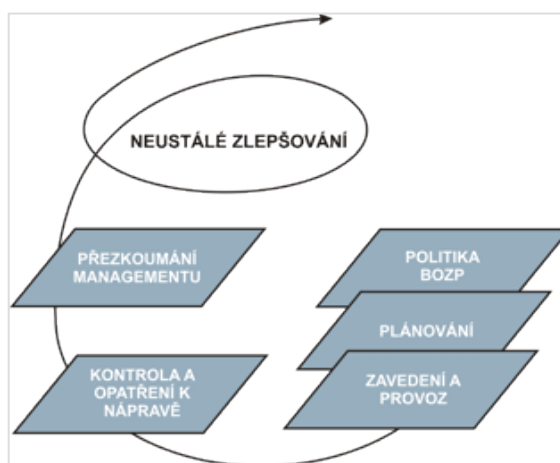 NEUSTÁLÉ ZLEPŠOVÁNÍ
PŘEZKOUMÁNÍ
MANAGEMENTU
POLITIKA
BOZP
PLÁNOVÁNÍ
KONTROLA A
OPATŘENÍ K
NÁPRAVĚ
ZAVEDENÍ A
PROVOZ